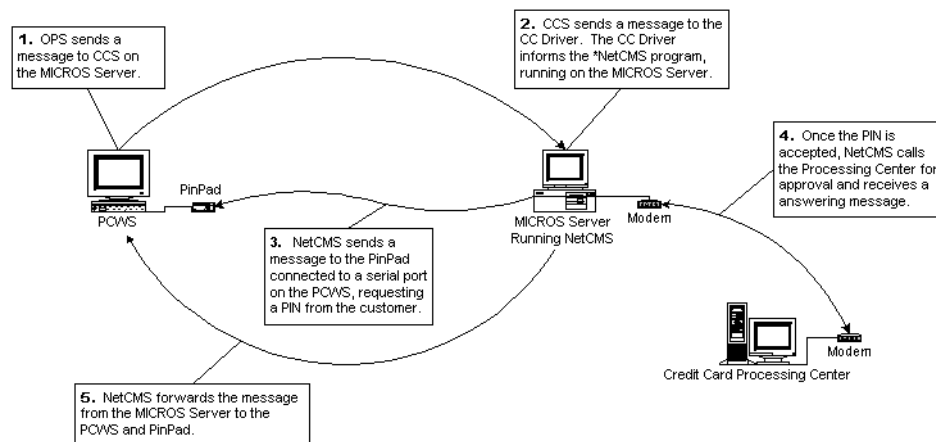 1. OPS sends a
message to CCS on
the MICROS Server.
2. CCS sends a message to the
CC Driver. The CC Driver
informs the *NetCMS program,
running on the MICROS Server.
4. Once the PIN is
accepted, NetCMS calls
the Processing Center for
approval and receives a
answering message.
PinPad
PCWS
MICROS Server
Running NetCMS
Modem
3. NetCMS sends a
message to the PinPad
connected to a serial port
on the PCWS, requesting
a PIN from the customer.
Modem
Credit Card Processing Center
5. NetCMS forwards the message
from the MICROS Server to the
PCWS and PinPad.